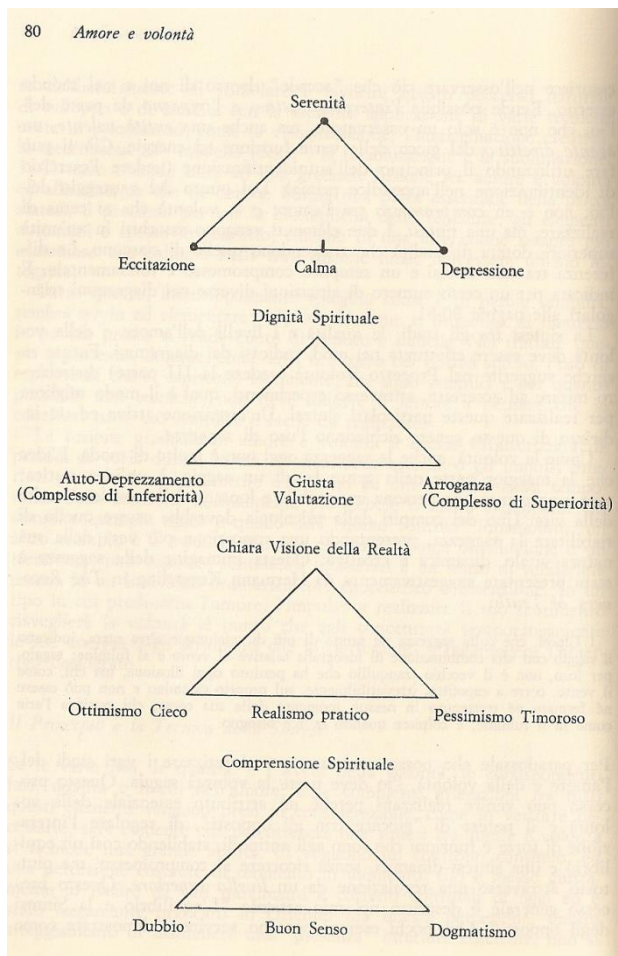 80 Amore e volontà
Serenità
Eccitazione Calma Depressione
Dignità Spirituale
Auto-Deprezzamento Giusta Arroganza
(Complesso di Inferiorità) Valutazione (Complesso di Superiorità)
Chiara Visione della Realtà
Ottimismo Cieco Realismo pratico Pessimismo Timoroso
Comprensione Spirituale
Dubbio Buon Senso Dogmatismo